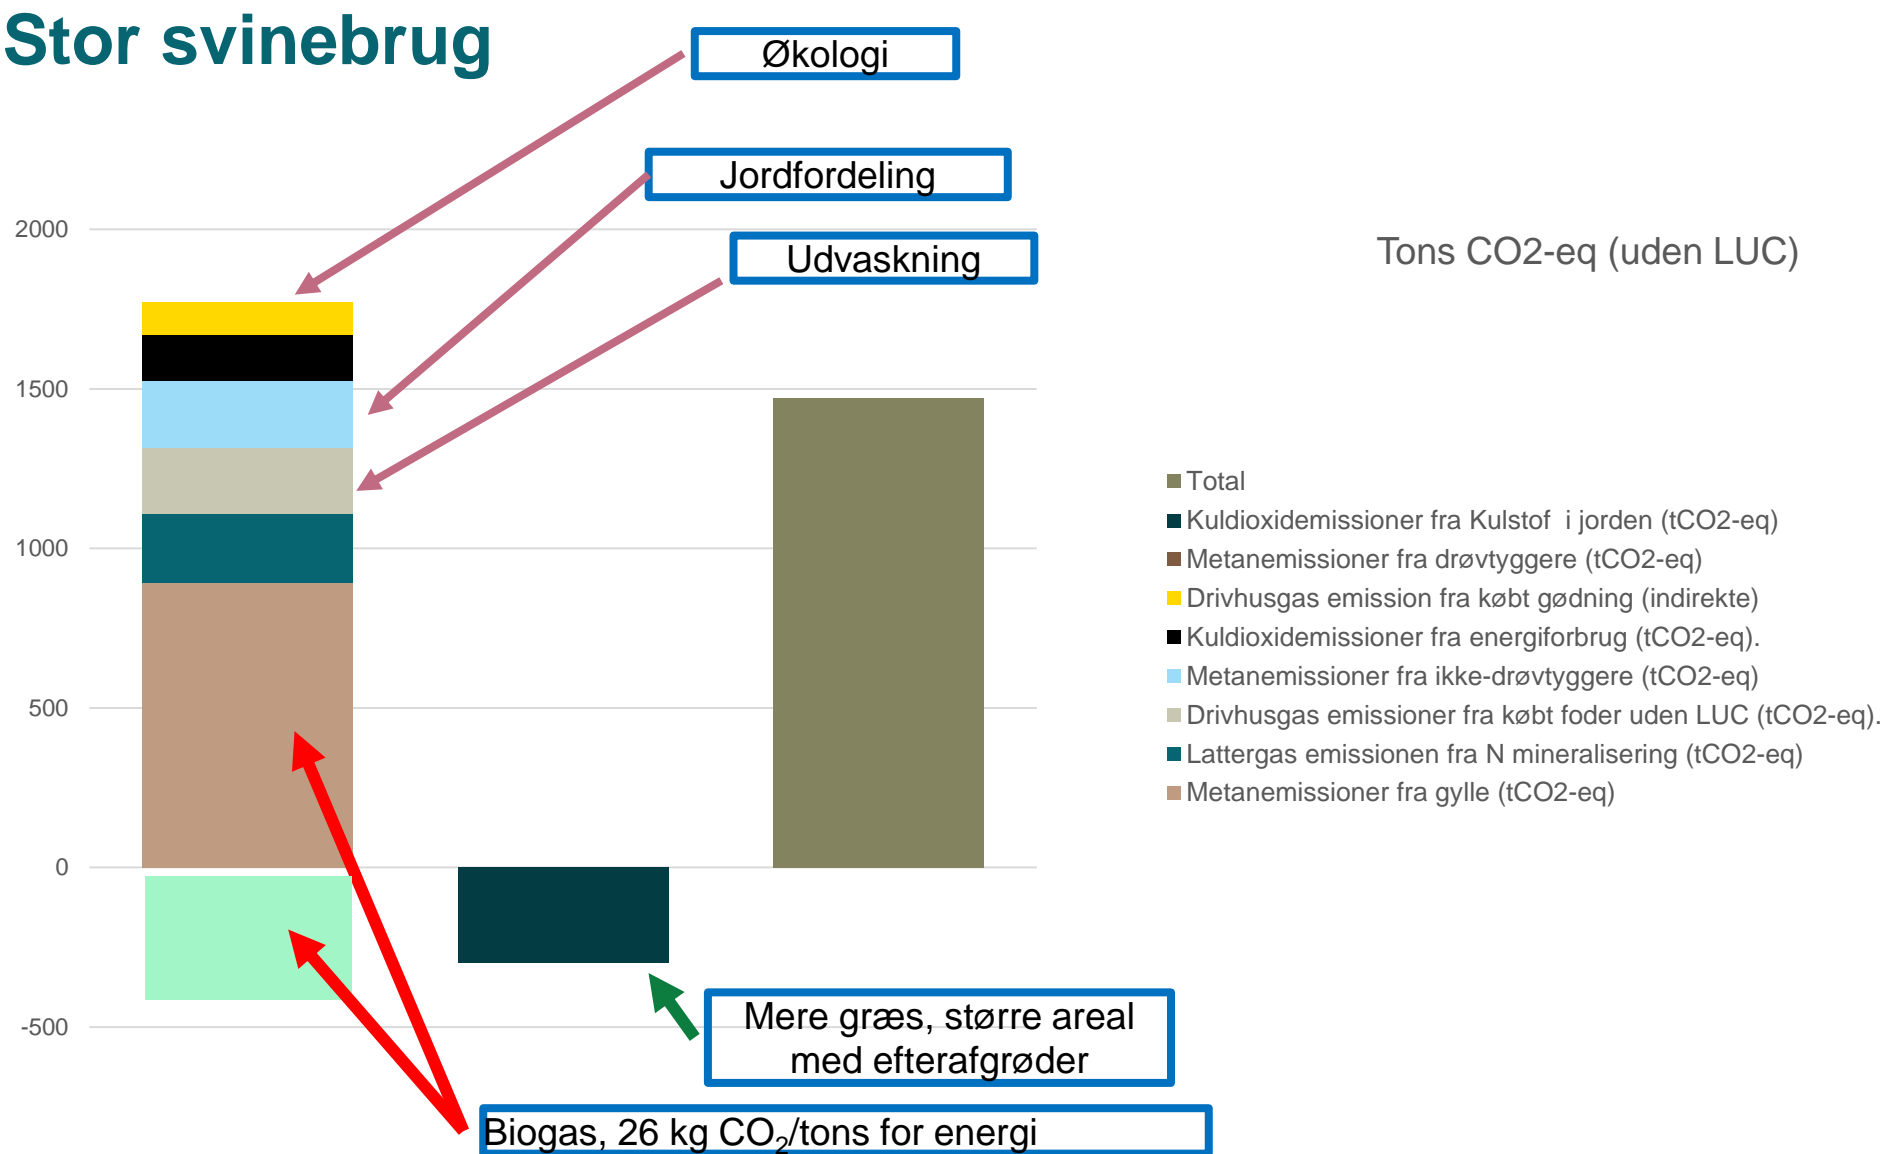 Stor svinebrug
Økologi
Jordfordeling
Udvaskning
Tons CO2-eq (uden LUC)
2000
1500
1000
500
0
-500
Total
Kuldioxidemissioner fra Kulstof  i jorden (tCO2-eq)
Metanemissioner fra drøvtyggere (tCO2-eq)
Drivhusgas emission fra købt gødning (indirekte)
Kuldioxidemissioner fra energiforbrug (tCO2-eq).
Metanemissioner fra ikke-drøvtyggere (tCO2-eq)
Drivhusgas emissioner fra købt foder uden LUC (tCO2-eq).
Lattergas emissionen fra N mineralisering (tCO2-eq)
Metanemissioner fra gylle (tCO2-eq)
Mere græs, større areal
med efterafgrøder
Biogas, 26 kg CO₂/tons for energi